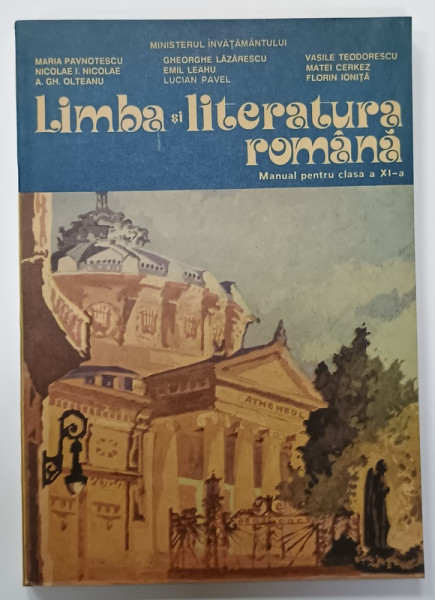 MINISTERUL ÎNVĂȚĂMÂNTULUI
MARIA PAVNOTESCU
NICOLAE I. NICOLAE
A. GH. OLTEANU
GHEORGHE LĂZĂRESCU
EMIL LEAHU
LUCIAN PAVEL
VASILE TEODORESCU
MATEI CERKEZ
FLORIN IONIȚĂ
Limba și literatura
română
Manual pentru clasa a XI-a
ATHENEUL